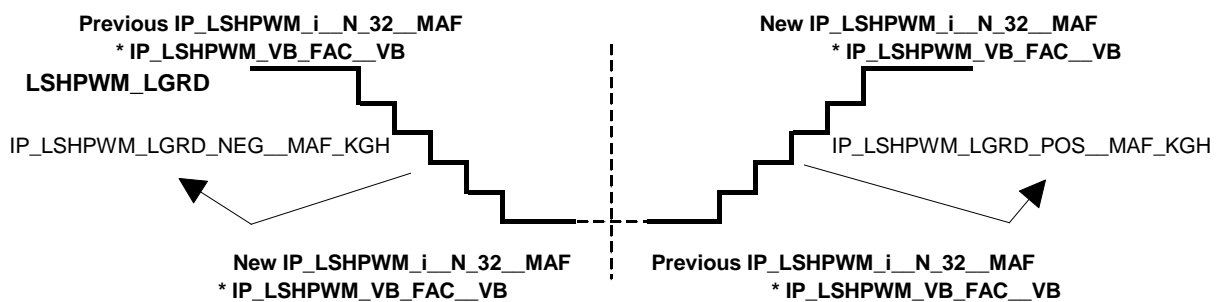 Previous IP_LSHPWM_i__N_32__MAF
* IP_LSHPWM_VB_FAC__VB
New IP_LSHPWM_i__N_32__MAF
* IP_LSHPWM_VB_FAC__VB
LSHPWM_LGRD
IP_LSHPWM_LGRD_NEG__MAF_KGH
IP_LSHPWM_LGRD_POS__MAF_KGH
New IP_LSHPWM_i__N_32__MAF
* IP_LSHPWM_VB_FAC__VB
Previous IP_LSHPWM_i__N_32__MAF
* IP_LSHPWM_VB_FAC__VB